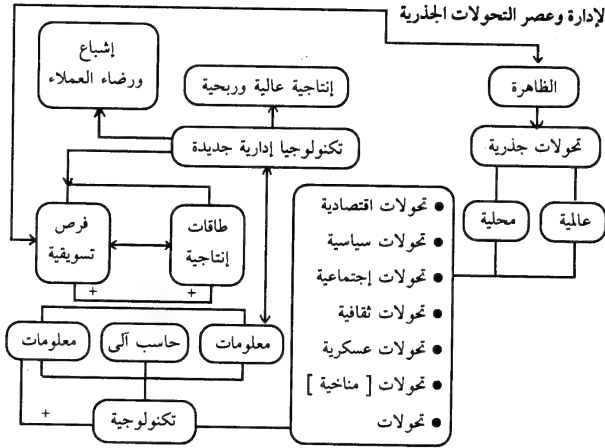 لإدارة وعصر التحولات الجذرية
الظاهرة
تحولات جذرية
عالمية
محلية
إشباع
ورضاء العملاء
إنتاجية عالية وربحية
تكنولوجيا إدارية جديدة
فرص
تسويقية
طاقات
إنتاجية
+
+
• تحولات اقتصادية
• تحولات سياسية
• تحولات إجتماعية
• تحولات ثقافية
• تحولات عسكرية
• تحولات [ مناخية ]
• تحولات
معلومات
حاسب آلى
معلومات
+
تكنولوجية